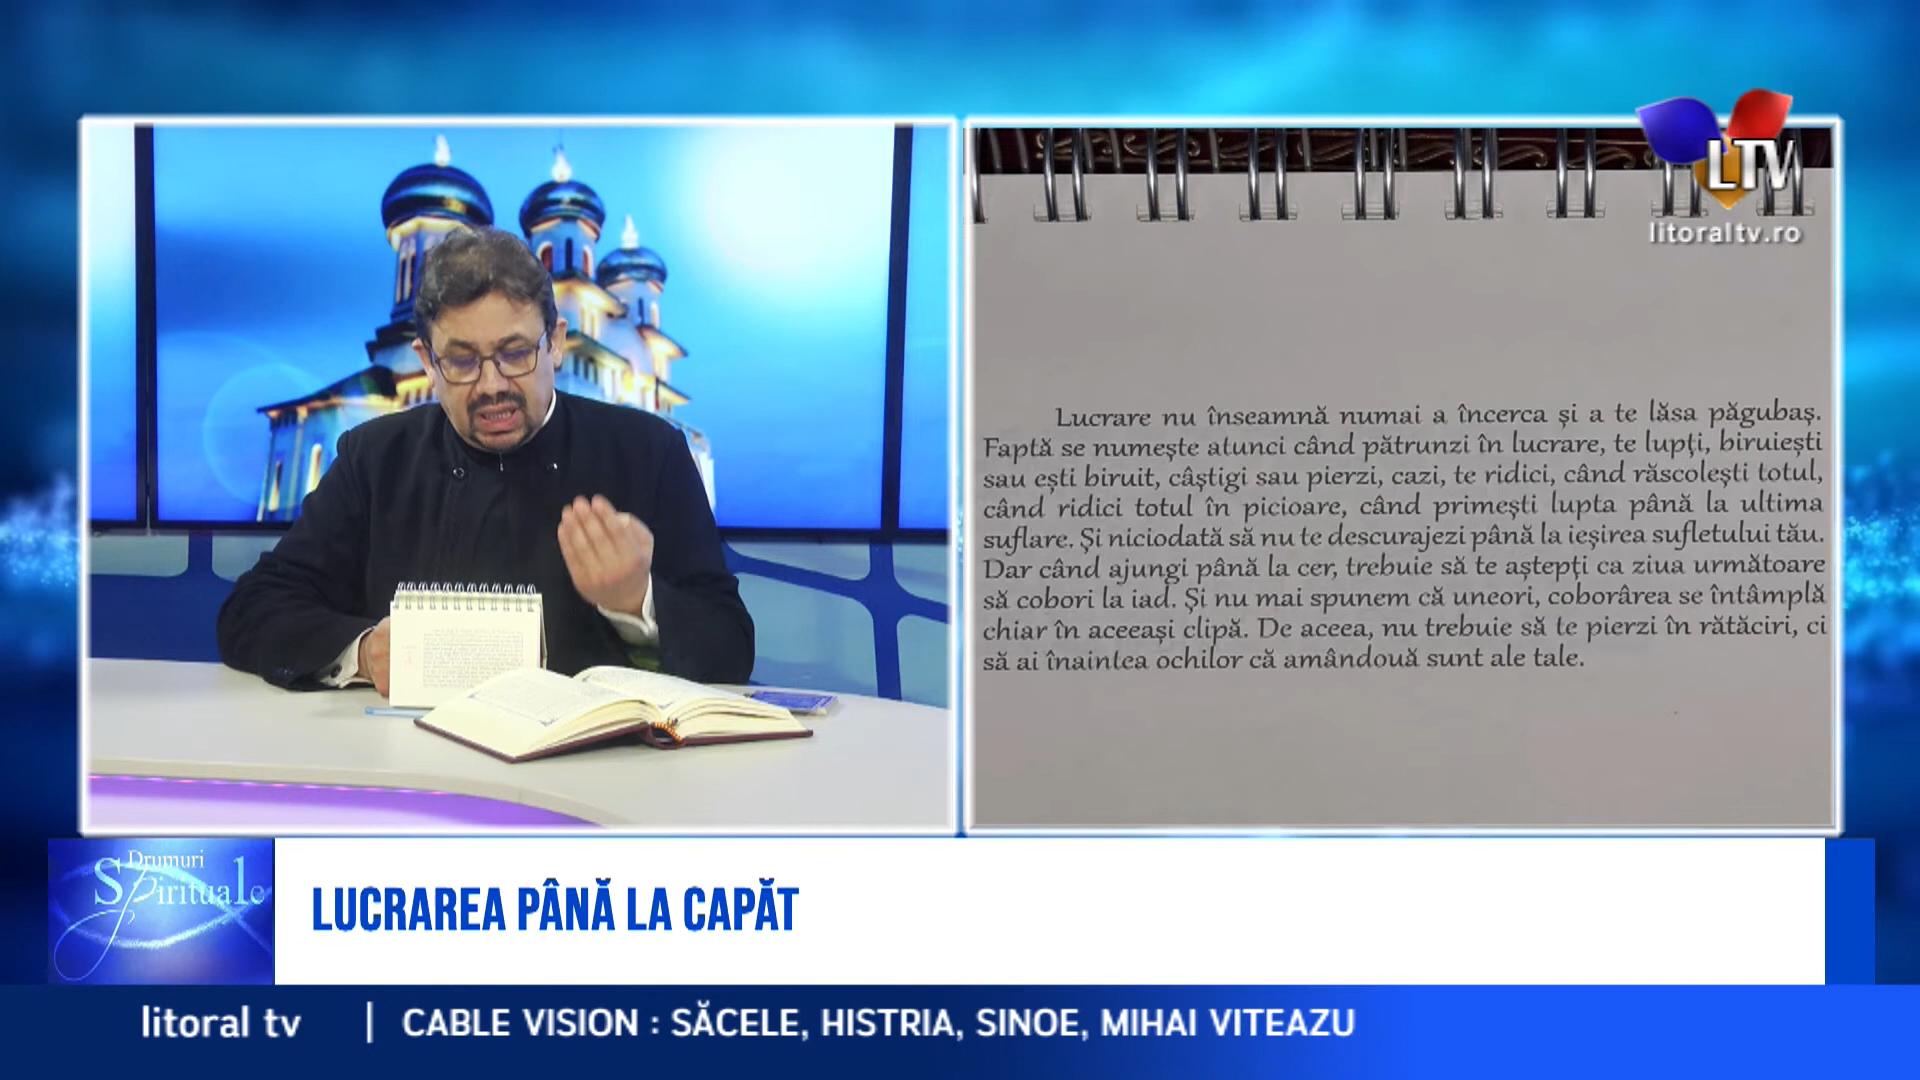 LTV
litoraltv.ro
Lucrare nu înseamnă numai a încerca și a te lăsa păgubaș.
Faptă se numește atunci când pătrunzi în lucrare, te lupți, biruiești
sau ești biruit, câștigi sau pierzi, cazi, te ridici, când răscolești totul,
când ridici totul în picioare, când primești lupta până la ultima
suflare. Și niciodată să nu te descurajezi până la ieșirea sufletului tău.
Dar când ajungi până la cer, trebuie să te aștepți ca ziua următoare
să cobori la iad. Și nu mai spunem că uneori, coborârea se întâmplă
chiar în aceeași clipă. De aceea, nu trebuie să te pierzi în rătăciri, ci
să ai înaintea ochilor că amândouă sunt ale tale.
Drumuri
Spirituale
LUCRAREA PÂNĂ LA CAPĂT
litoral tv | CABLE VISION : SĂCELE, HISTRIA, SINOE, MIHAI VITEAZU